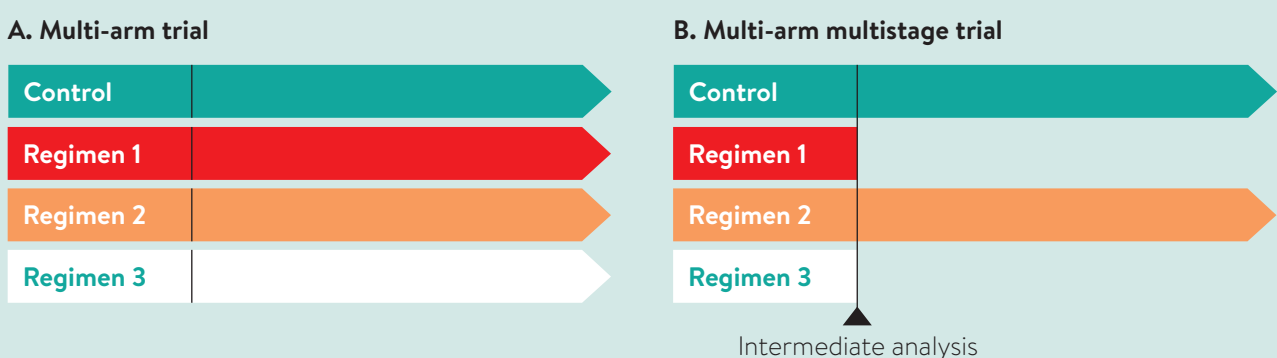 A. Multi-arm trial
Control
Regimen 1
Regimen 2
Regimen 3
B. Multi-arm multistage trial
Control
Regimen 1
Regimen 2
Regimen 3
Intermediate analysis